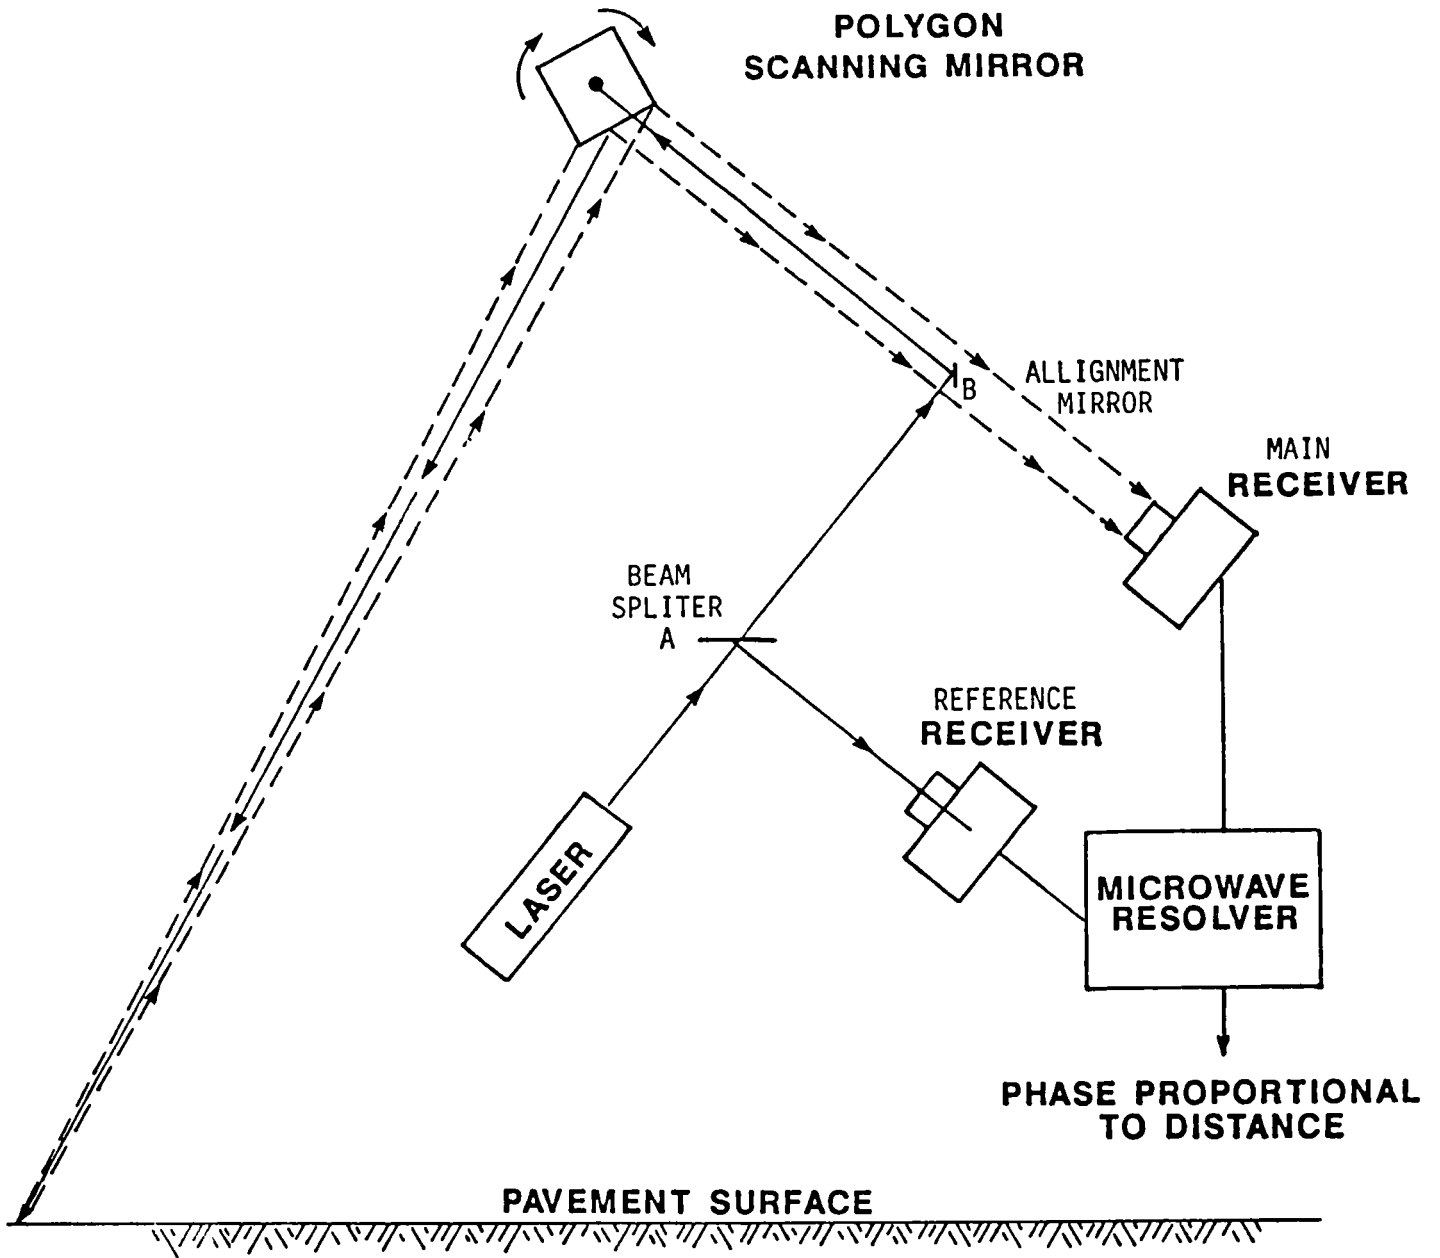 POLYGON
SCANNING MIRROR
B
ALLIGNMENT
MIRROR
MAIN
RECEIVER
BEAM
SPLITER
A
REFERENCE
RECEIVER
LASER
MICROWAVE
RESOLVER
PHASE PROPORTIONAL
TO DISTANCE
PAVEMENT SURFACE